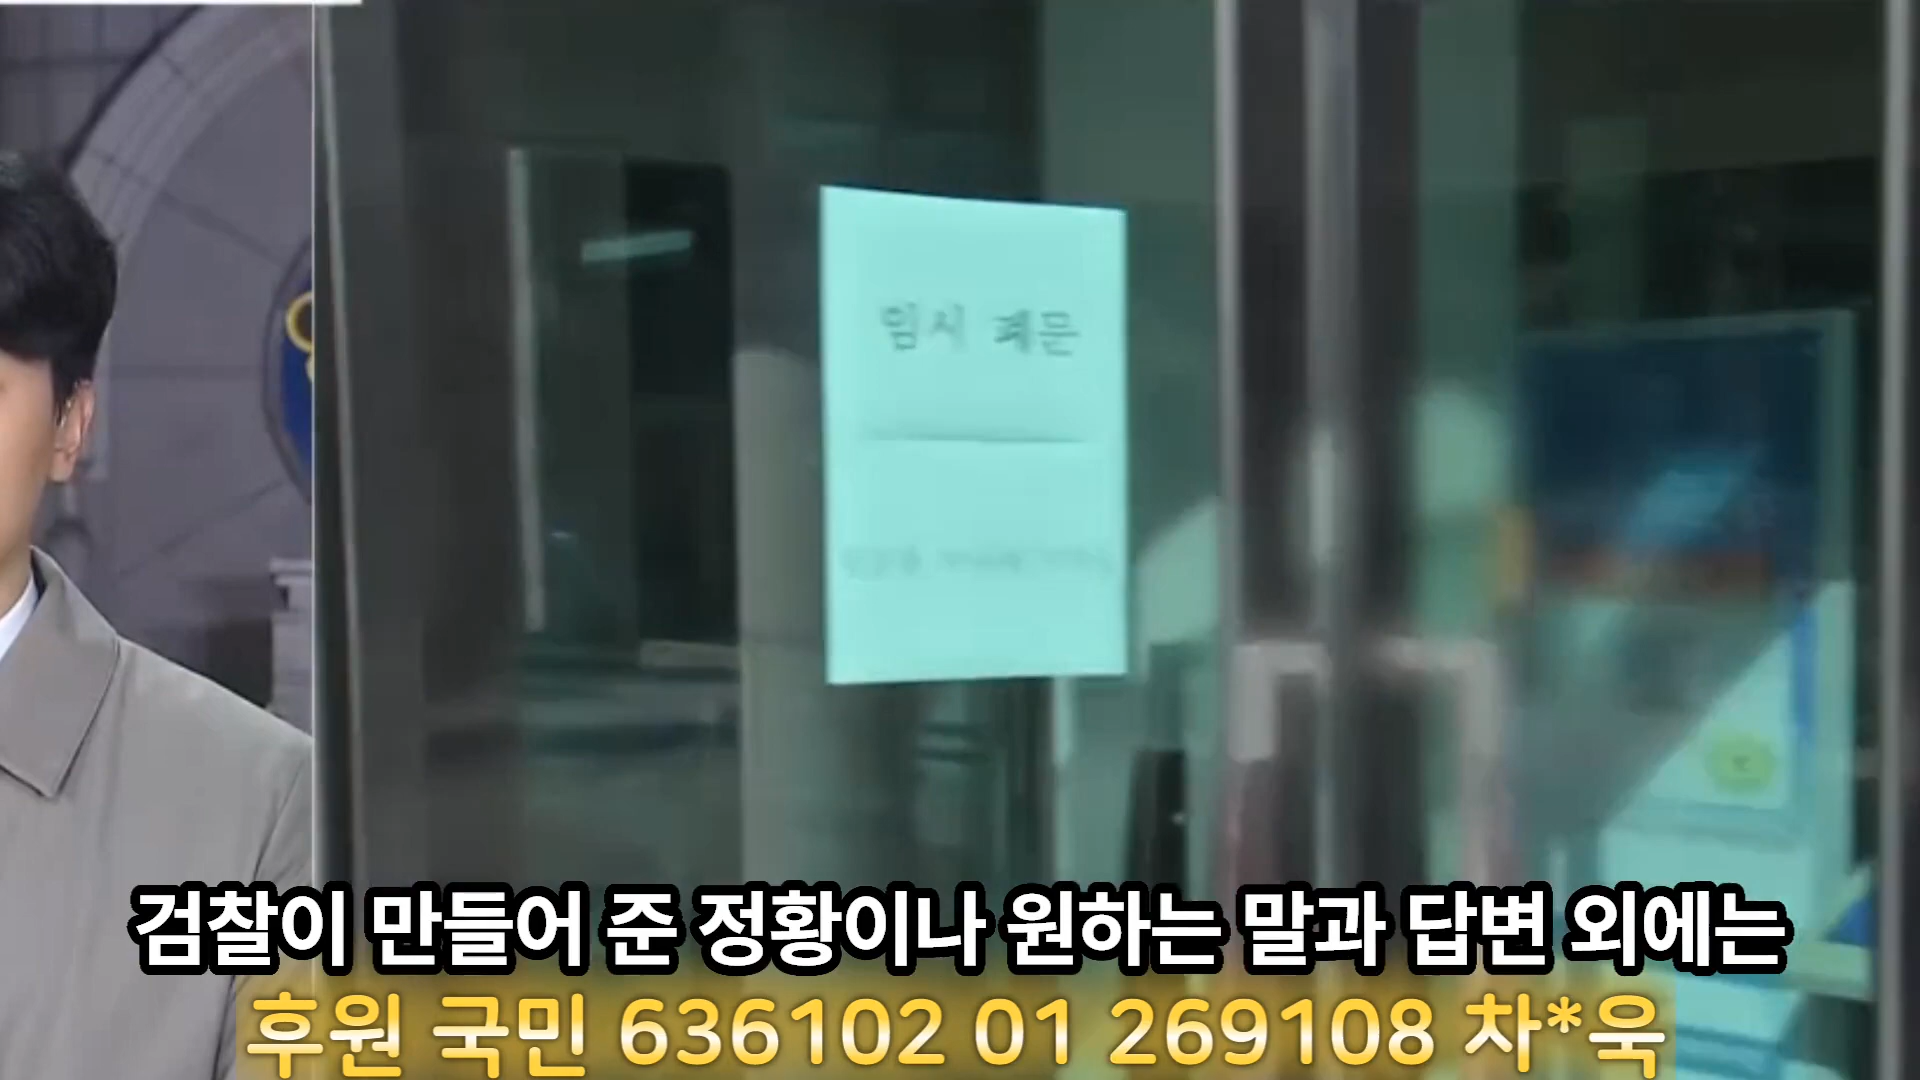 임시 폐문
검찰이 만들어 준 정황이나 원하는 말과 답변 외에는
후원 국민 636102 01 269108 차*욱